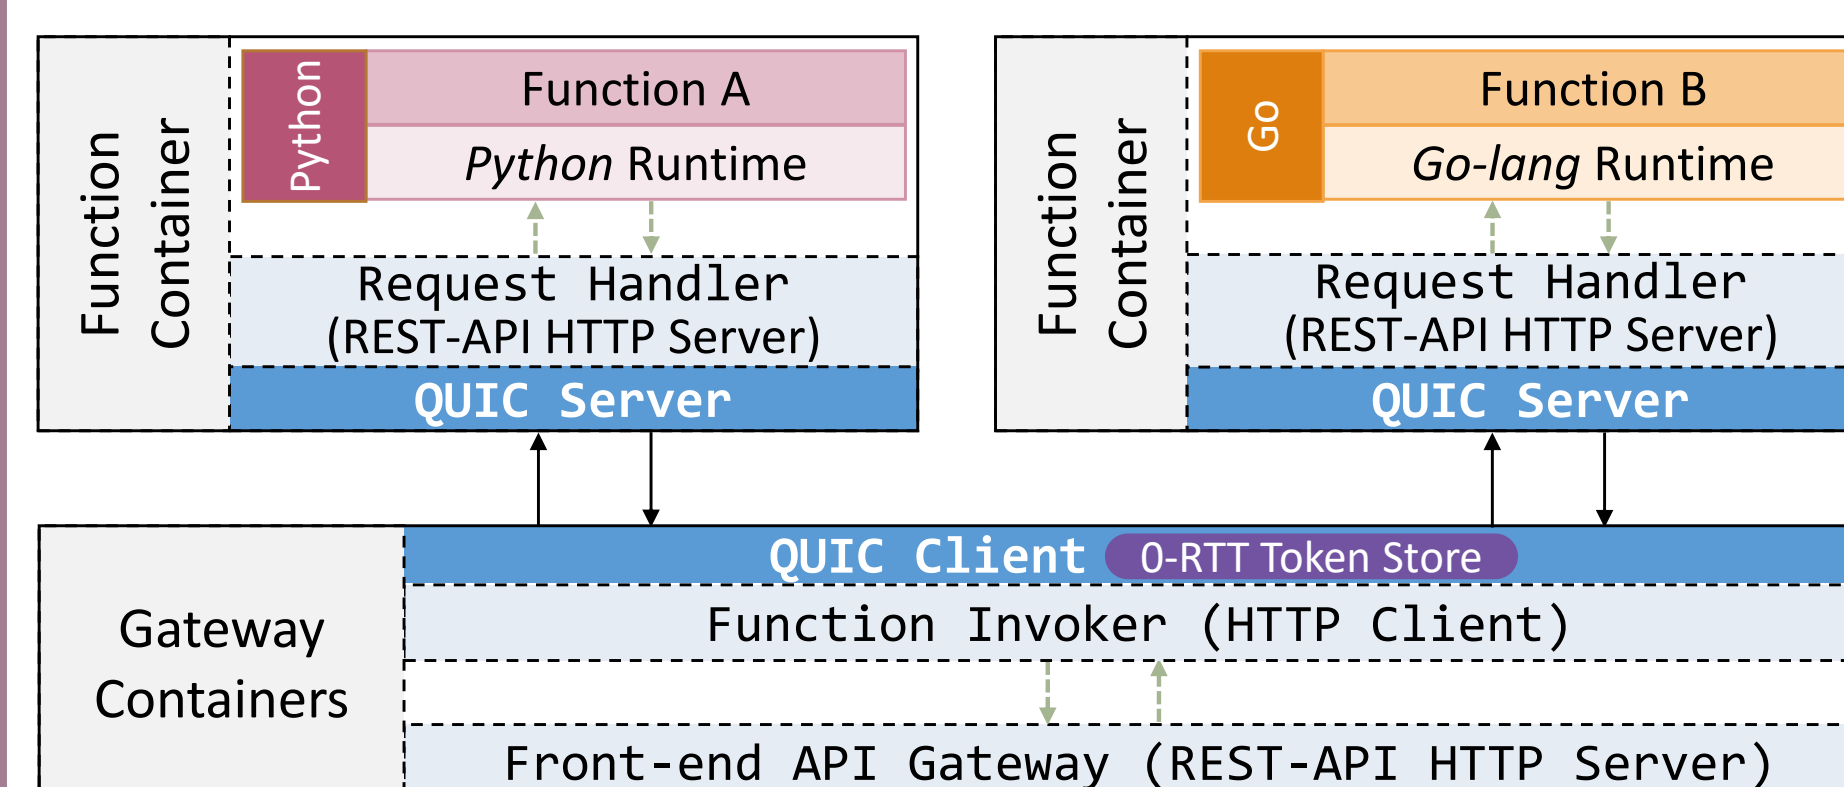 Function
Container
Python
Function A
Python Runtime
Request Handler
(REST-API HTTP Server)
QUIC Server
Function
Container
Go
Function B
Go-lang Runtime
Request Handler
(REST-API HTTP Server)
QUIC Server
Gateway
Containers
QUIC Client 0-RTT Token Store
Function Invoker (HTTP Client)
Front-end API Gateway (REST-API HTTP Server)